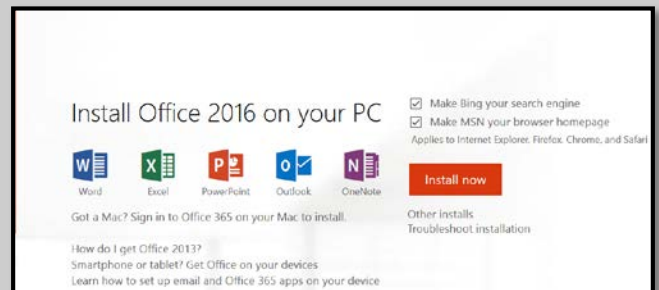 Install Office 2016 on your PC
Word Excel PowerPoint Outlook OneNote
Got a Mac? Sign in to Office 365 on your Mac to install.
How do I get Office 2013?
Smartphone or tablet? Get Office on your devices
Learn how to set up email and Office 365 apps on your device
Make Bing your search engine
Make MSN your browser homepage
Applies to Internet Explorer, Firefox, Chrome, and Safari
Install now
Other installs
Troubleshoot installation